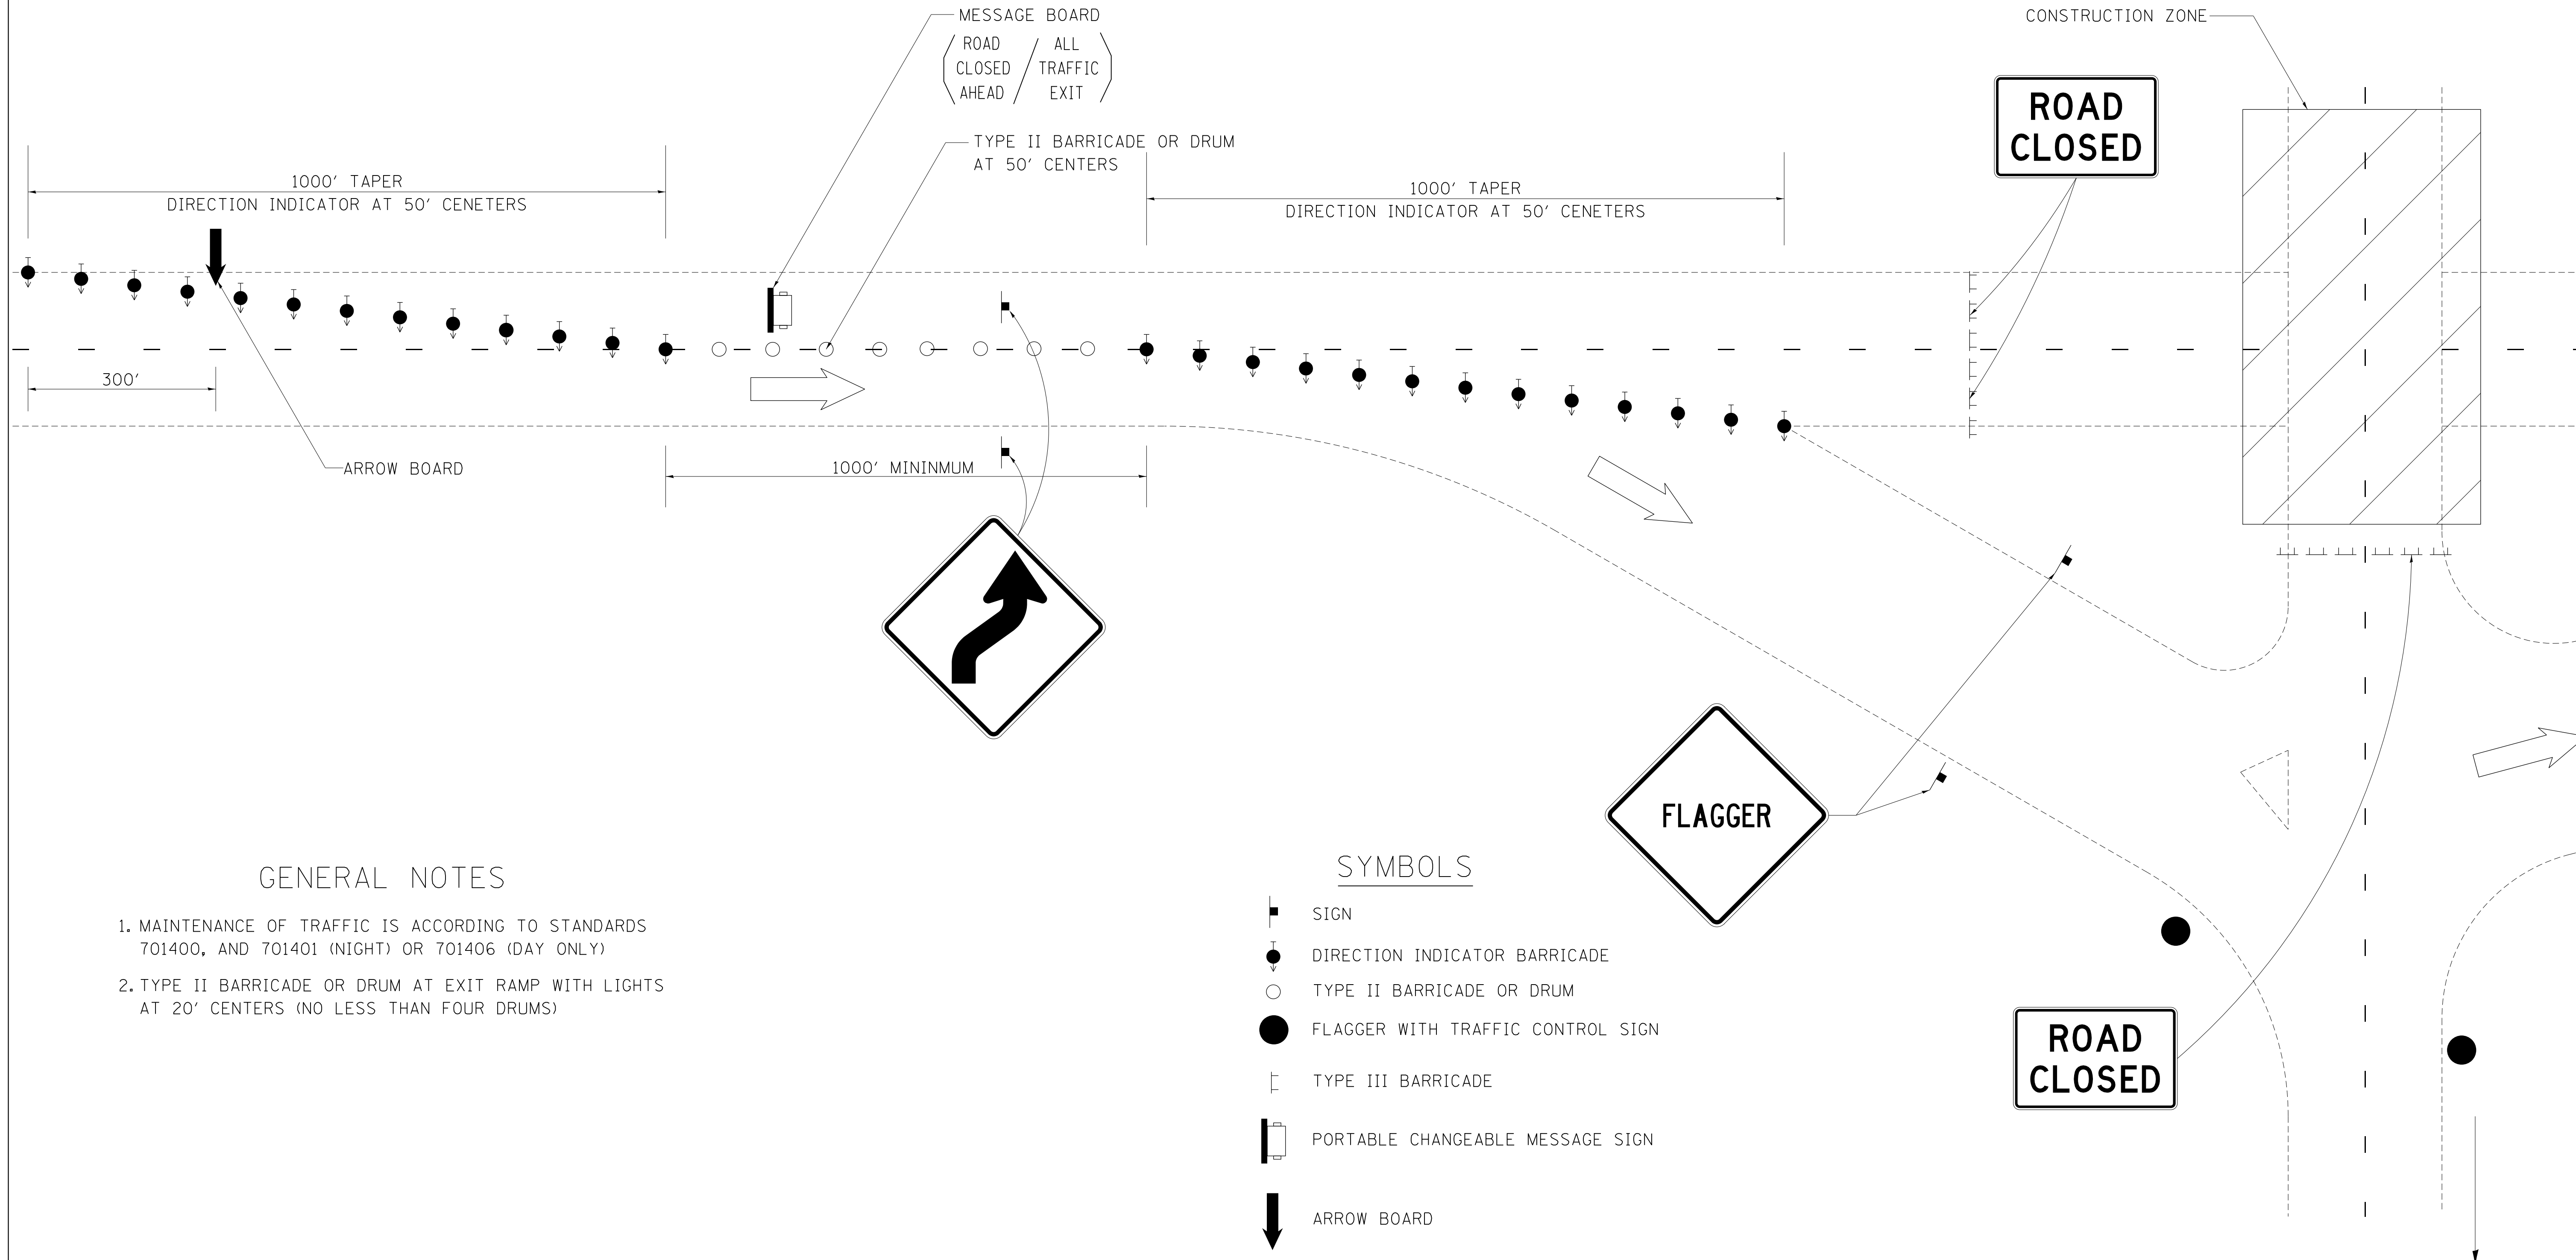 MESSAGE BOARD
ROAD CLOSED AHEAD / ALL TRAFFIC EXIT
TYPE II BARRICADE OR DRUM
AT 50' CENTERS
CONSTRUCTION ZONE
ROAD
CLOSED
1000' TAPER
DIRECTION INDICATOR AT 50' CENETERS
1000' TAPER
DIRECTION INDICATOR AT 50' CENETERS
300'
ARROW BOARD
1000' MININMUM
FLAGGER
ROAD
CLOSED
GENERAL NOTES
1. MAINTENANCE OF TRAFFIC IS ACCORDING TO STANDARDS
701400, AND 701401 (NIGHT) OR 701406 (DAY ONLY)
2. TYPE II BARRICADE OR DRUM AT EXIT RAMP WITH LIGHTS
AT 20' CENTERS (NO LESS THAN FOUR DRUMS)
SYMBOLS
SIGN
DIRECTION INDICATOR BARRICADE
TYPE II BARRICADE OR DRUM
FLAGGER WITH TRAFFIC CONTROL SIGN
TYPE III BARRICADE
PORTABLE CHANGEABLE MESSAGE SIGN
ARROW BOARD